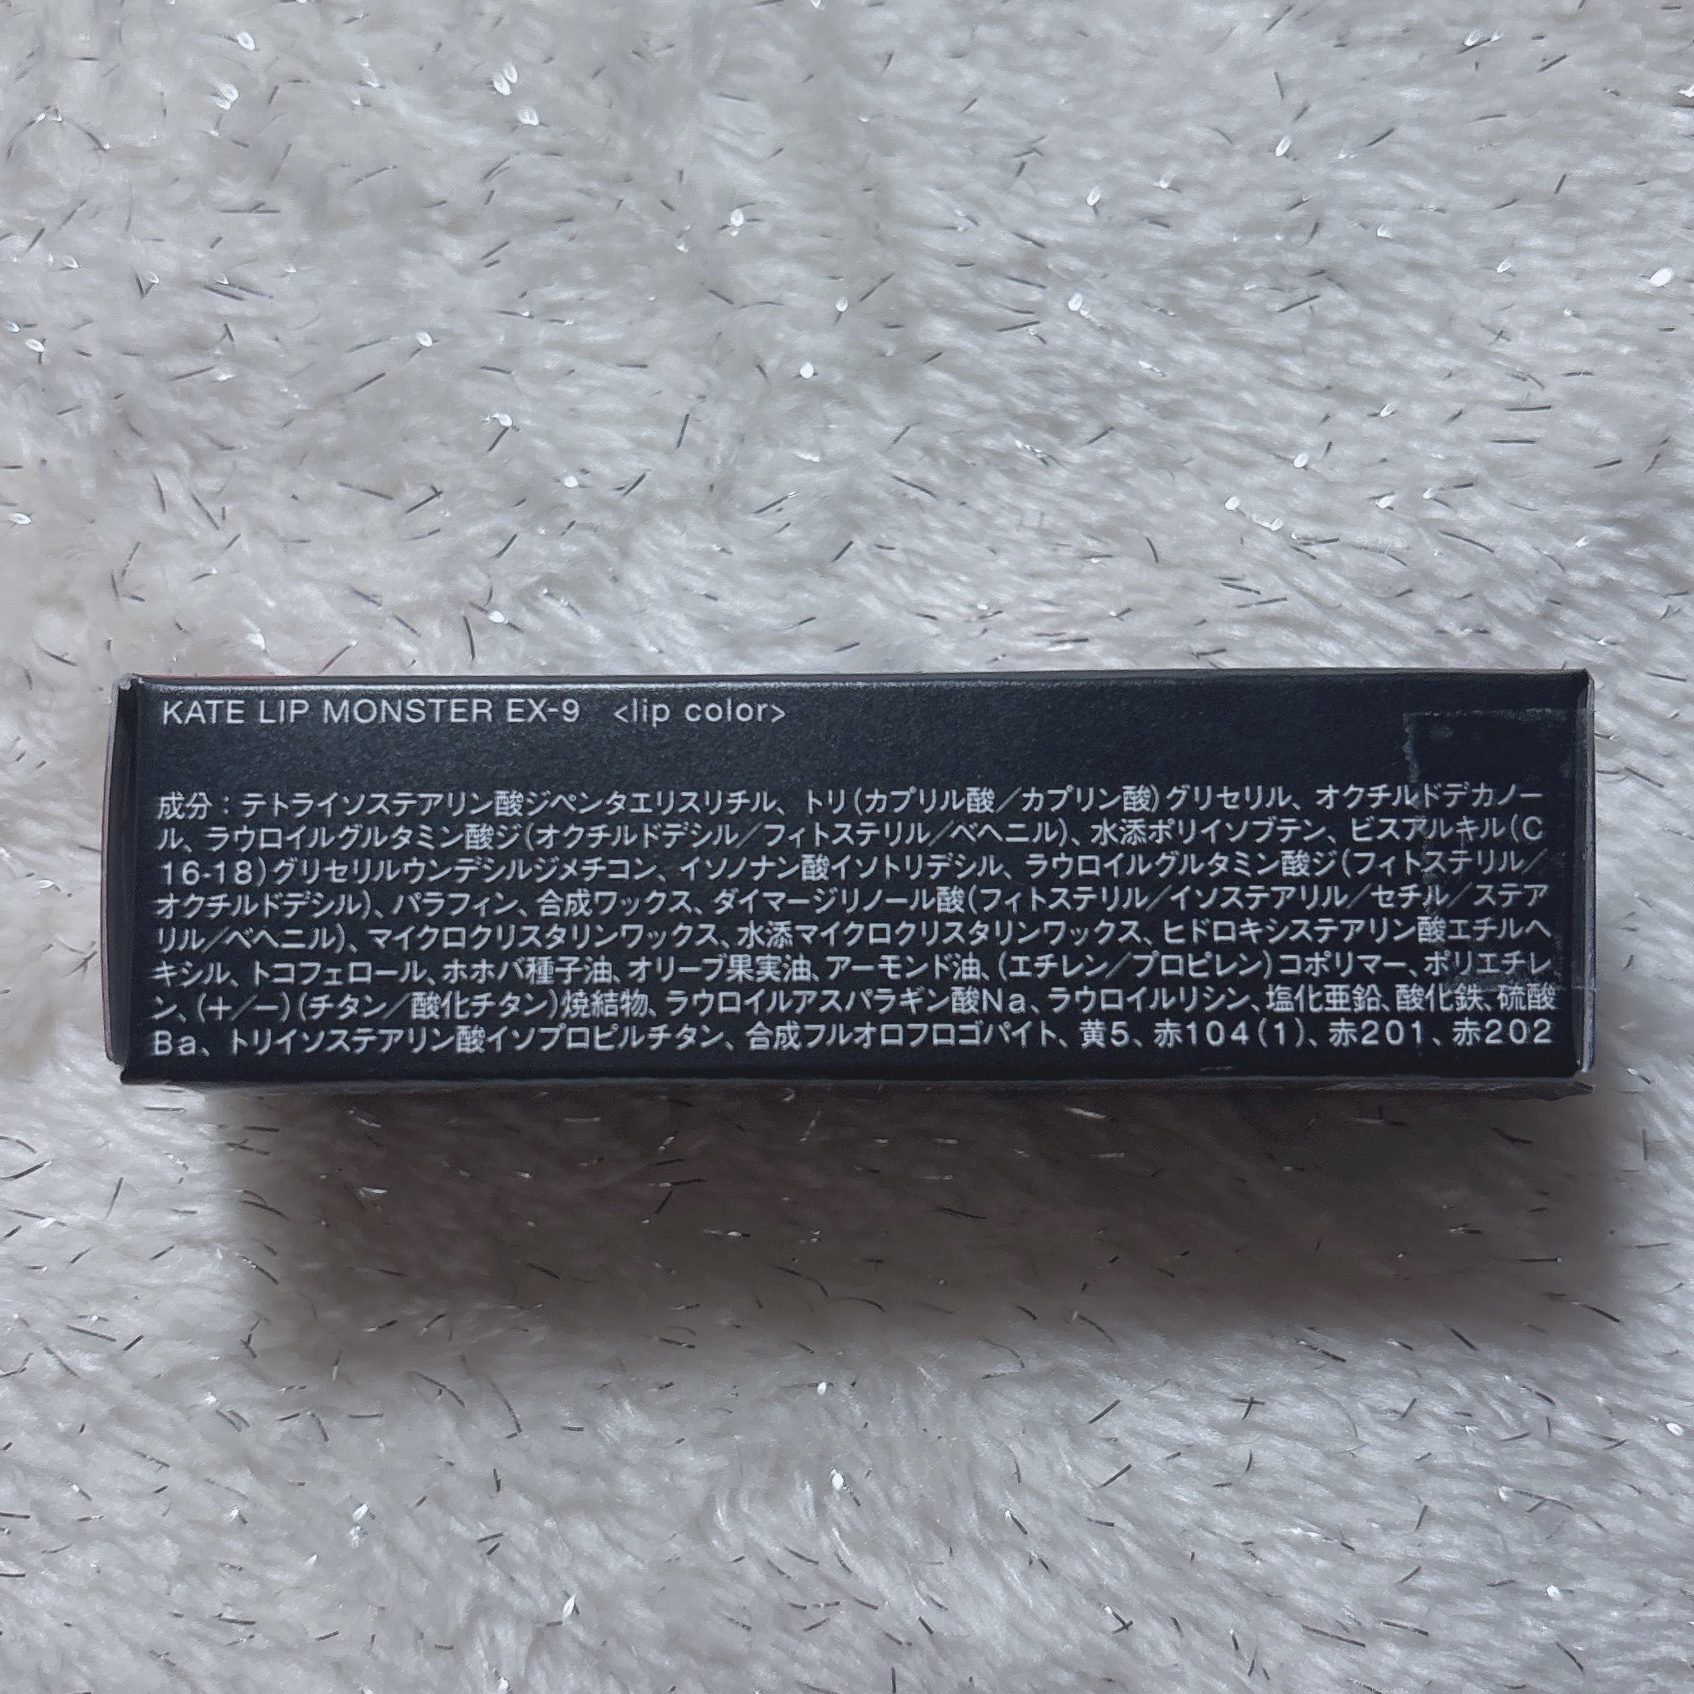 KATE LIP MONSTER EX-9 <lip color>
成分：テトライソステアリン酸ジペンタエリスリチル、トリ(カプリル酸／カプリン酸)グリセリル、オクチルドデカノー
ル、ラウロイルグルタミン酸ジ(オクチルドデシル／フィトステリル／ベヘニル)、水添ポリイソブテン、ビスアルキル(C
16-18)グリセリルウンデシルジメチコン、イソノナン酸イソトリデシル、ラウロイルグルタミン酸ジ(フィトステリル／
オクチルドデシル)、パラフィン、合成ワックス、ダイマージリノール酸(フィトステリル／イソステアリル／セチル／ステア
リル／ベヘニル)、マイクロクリスタリンワックス、水添マイクロクリスタリンワックス、ヒドロキシステアリン酸エチルヘ
キシル、トコフェロール、ホホバ種子油、オリーブ果実油、アーモンド油、(エチレン／プロピレン)コポリマー、ポリエチレ
ン、(＋/－)(チタン／酸化チタン)焼結物、ラウロイルアスパラギン酸Na、ラウロイルリシン、塩化亜鉛、酸化鉄、硫酸
Ba、トリイソステアリン酸イソプロピルチタン、合成フルオロフロゴパイト、黄5、赤104(1)、赤201、赤202